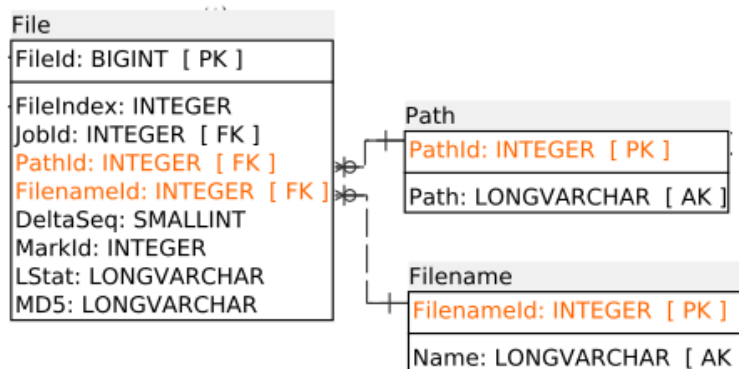 File
FileId: BIGINT [ PK ]
FileIndex: INTEGER
JobId: INTEGER [ FK ]
PathId: INTEGER [ FK ]
FilenameId: INTEGER [ FK ]
DeltaSeq: SMALLINT
MarkId: INTEGER
LStat: LONGVARCHAR
MD5: LONGVARCHAR
Path
PathId: INTEGER [ PK ]
Path: LONGVARCHAR [ AK ]
Filename
FilenameId: INTEGER [ PK ]
Name: LONGVARCHAR [ AK